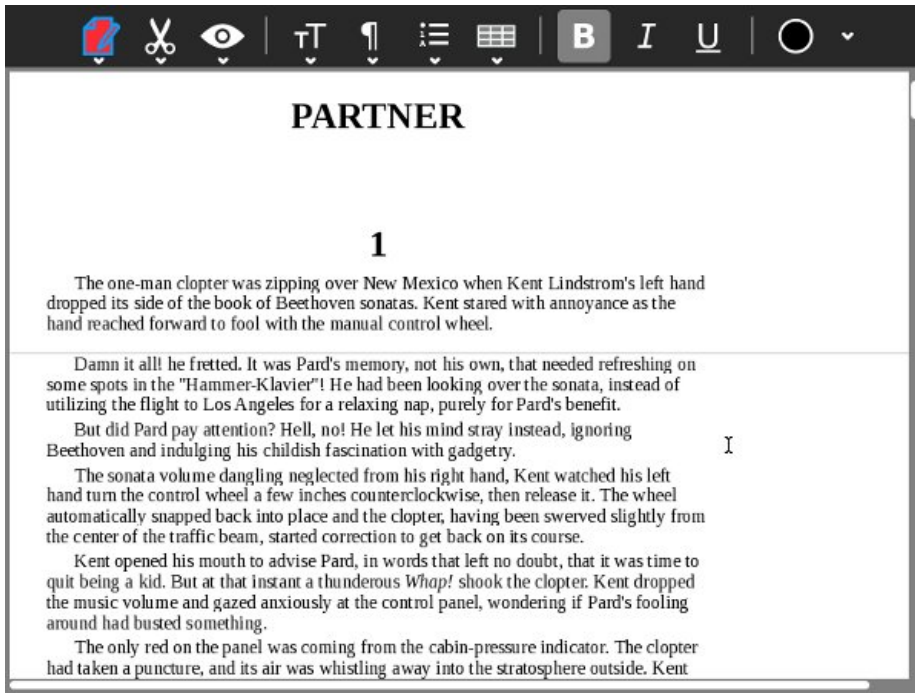 B I U
PARTNER
1
The one-man clopter was zipping over New Mexico when Kent Lindstrom's left hand
dropped its side of the book of Beethoven sonatas. Kent stared with annoyance as the
hand reached forward to fool with the manual control wheel.
Damn it all! he fretted. It was Pard's memory, not his own, that needed refreshing on
some spots in the "Hammer-Klavier"! He had been looking over the sonata, instead of
utilizing the flight to Los Angeles for a relaxing nap, purely for Pard's benefit.
But did Pard pay attention? Hell, no! He let his mind stray instead, ignoring
Beethoven and indulging his childish fascination with gadgetry.
The sonata volume dangling neglected from his right hand, Kent watched his left
hand turn the control wheel a few inches counterclockwise, then release it. The wheel
automatically snapped back into place and the clopter, having been swerved slightly from
the center of the traffic beam, started correction to get back on its course.
Kent opened his mouth to advise Pard, in words that left no doubt, that it was time to
quit being a kid. But at that instant a thunderous Whap! shook the clopter. Kent dropped
the music volume and gazed anxiously at the control panel, wondering if Pard's fooling
around had busted something.
The only red on the panel was coming from the cabin-pressure indicator. The clopter
had taken a puncture, and its air was whistling away into the stratosphere outside. Kent